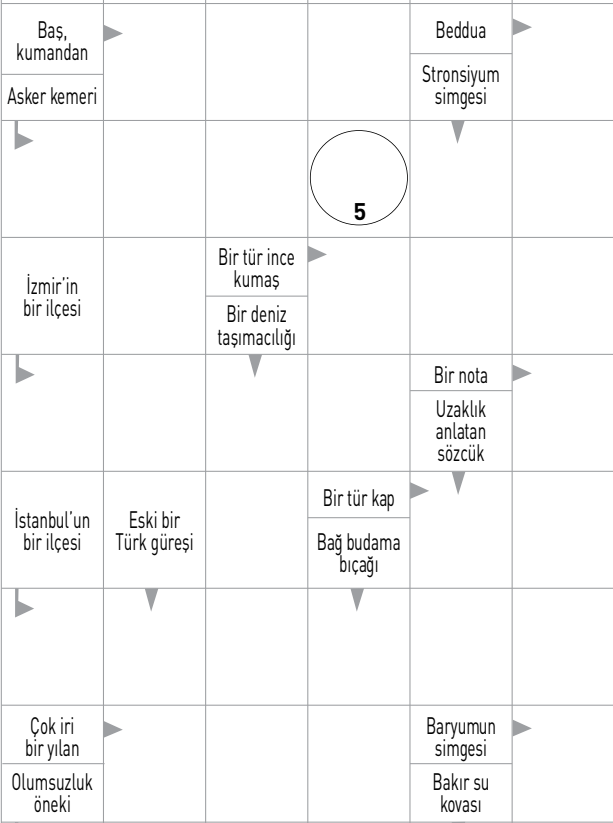 Baş,
kumandan
Asker kemeri
Beddua
Stronsiyum
simgesi
5
İzmir'in
bir ilçesi
Bir tür ince
kumaş
Bir deniz
taşımacılığı
Bir nota
Uzaklık
anlatan
sözcük
İstanbul'un
bir ilçesi
Eski bir
Türk güreşi
Bir tür kap
Bağ budama
bıçağı
Çok iri
bir yılan
Olumsuzluk
öneki
Baryumun
simgesi
Bakır su
kovası